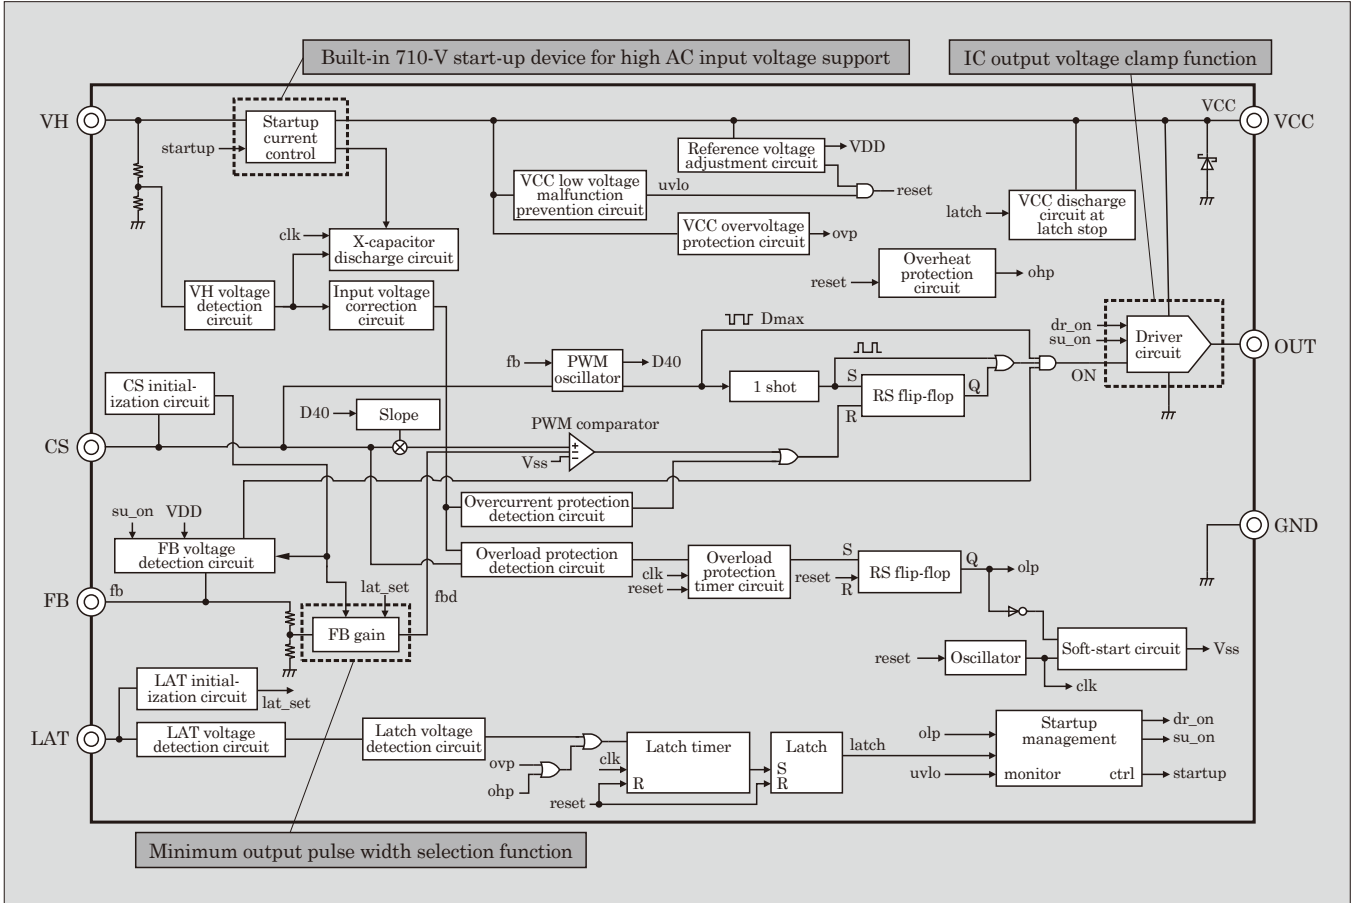 Built-in 710-V start-up device for high AC input voltage support
IC output voltage clamp function
VH
Startup
current
control
startup
VCC
VCC
Reference voltage
adjustment circuit
VDD
VCC low voltage
malfunction
prevention circuit
uvlo
reset
latch
VCC discharge
circuit at
latch stop
VCC overvoltage
protection circuit
ovp
clk
X-capacitor
discharge circuit
Overheat
protection
circuit
reset
ohp
VH voltage
detection
circuit
Input voltage
correction
circuit
Dmax
dr_on
su_on
Driver
circuit
OUT
fb
PWM
oscillator
D40
ON
1 shot
S
RS flip-flop
Q
R
CS initial-
ization circuit
D40
Slope
PWM comparator
CS
+
−
−
Vss
Overcurrent protection
detection circuit
su_on
VDD
GND
FB voltage
detection circuit
Overload protection
detection circuit
Overload
protection
timer circuit
clk
reset
S
RS flip-flop
Q
reset
R
olp
FB
fb
lat_set
fbd
FB gain
Soft-start circuit
Vss
reset
Oscillator
clk
LAT initial-
ization circuit
lat_set
LAT
LAT voltage
detection circuit
Latch voltage
detection circuit
ovp
ohp
Latch timer
clk
R
reset
Latch
S
R
latch
Startup
management
olp
uvlo
monitor
ctrl
dr_on
su_on
startup
Minimum output pulse width selection function